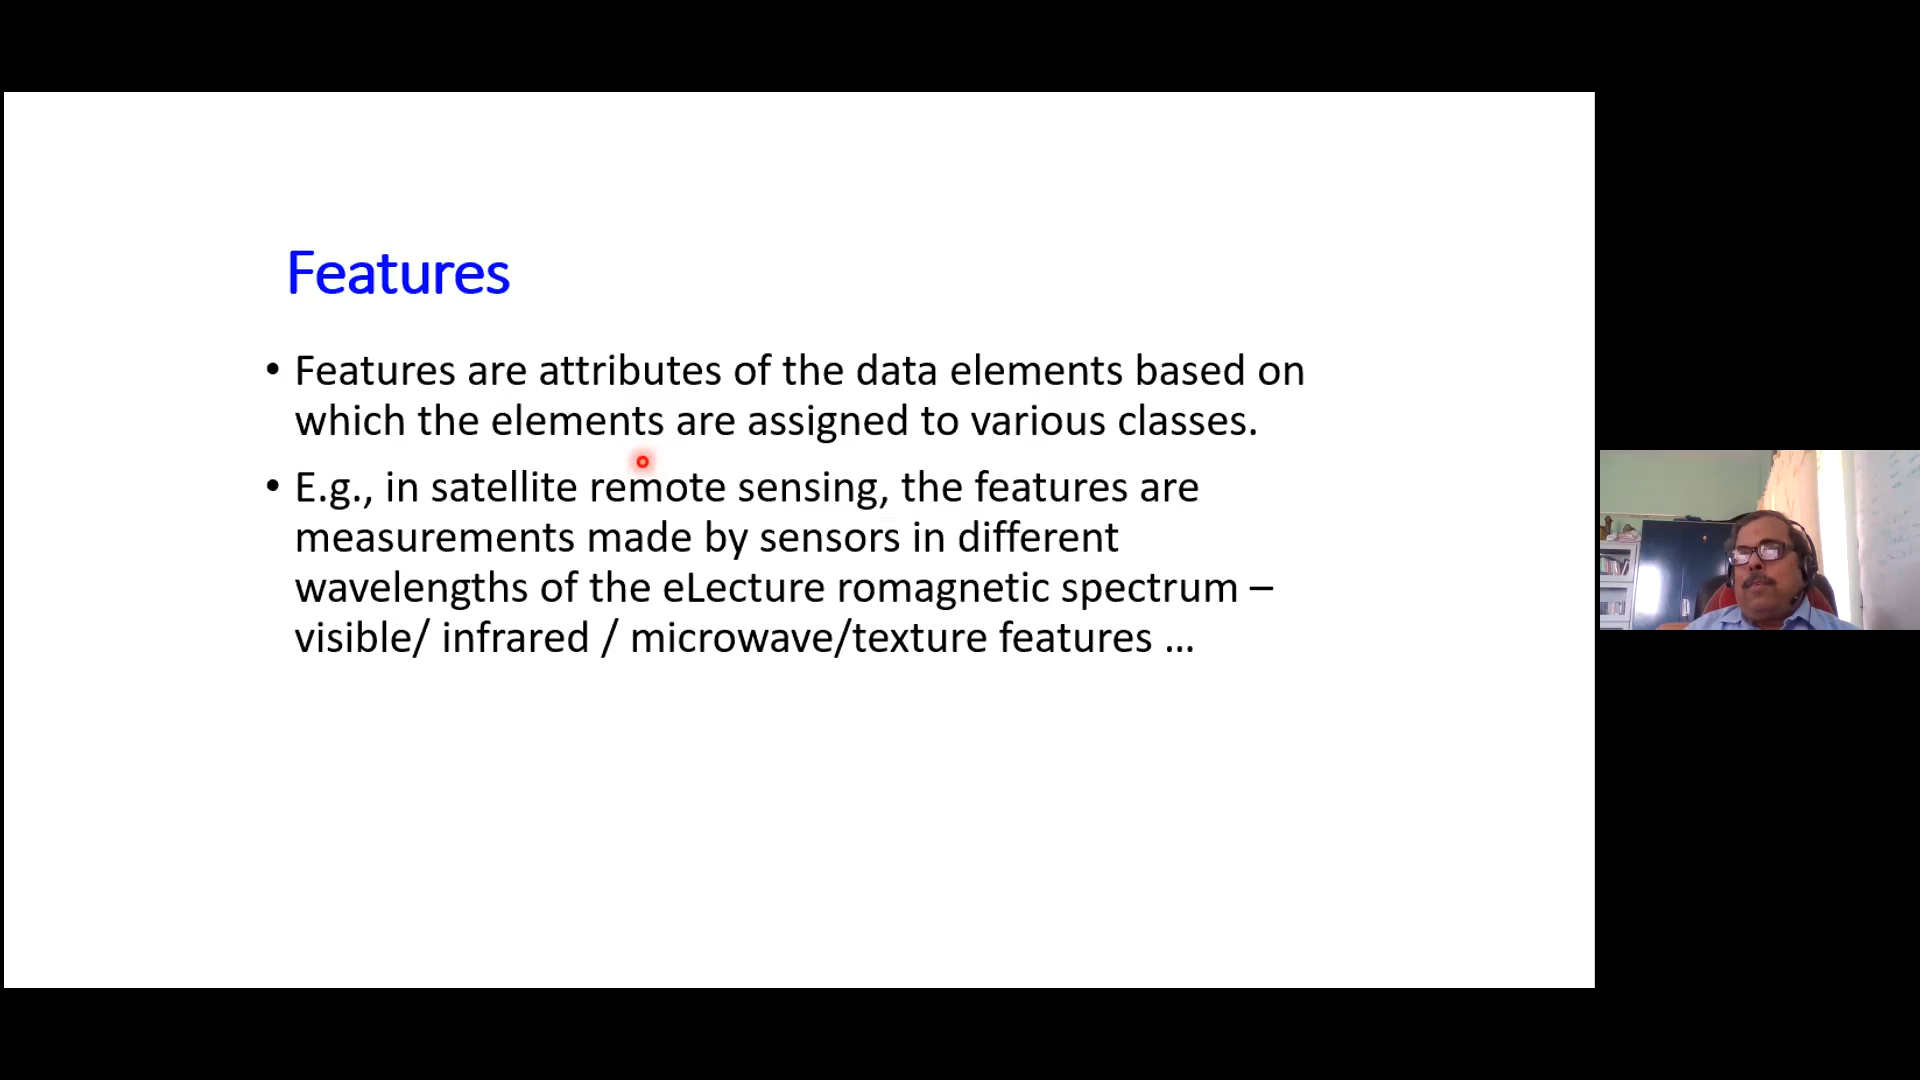 Features
• Features are attributes of the data elements based on
which the elements are assigned to various classes.
• E.g., in satellite remote sensing, the features are
measurements made by sensors in different
wavelengths of the eLecture romagnetic spectrum –
visible/ infrared / microwave/texture features ...